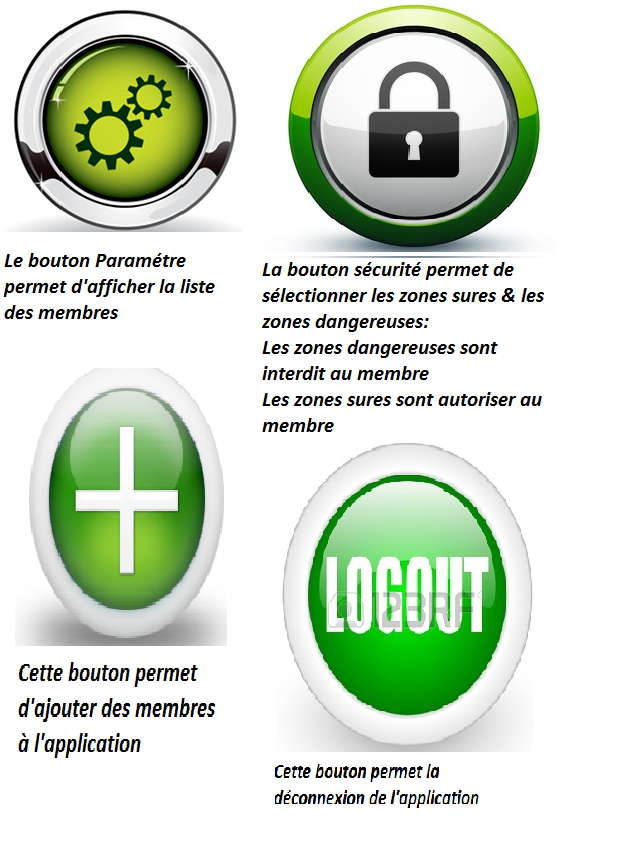 Le bouton Paramétre
permet d'afficher la liste
des membres
La bouton sécurité permet de
sélectionner les zones sures & les
zones dangereuses:
Les zones dangereuses sont
interdit au membre
Les zones sures sont autoriser au
membre
Cette bouton permet
d'ajouter des membres
à l'application
LOGOUT
123RF
Cette bouton permet la
déconnexion de l'application